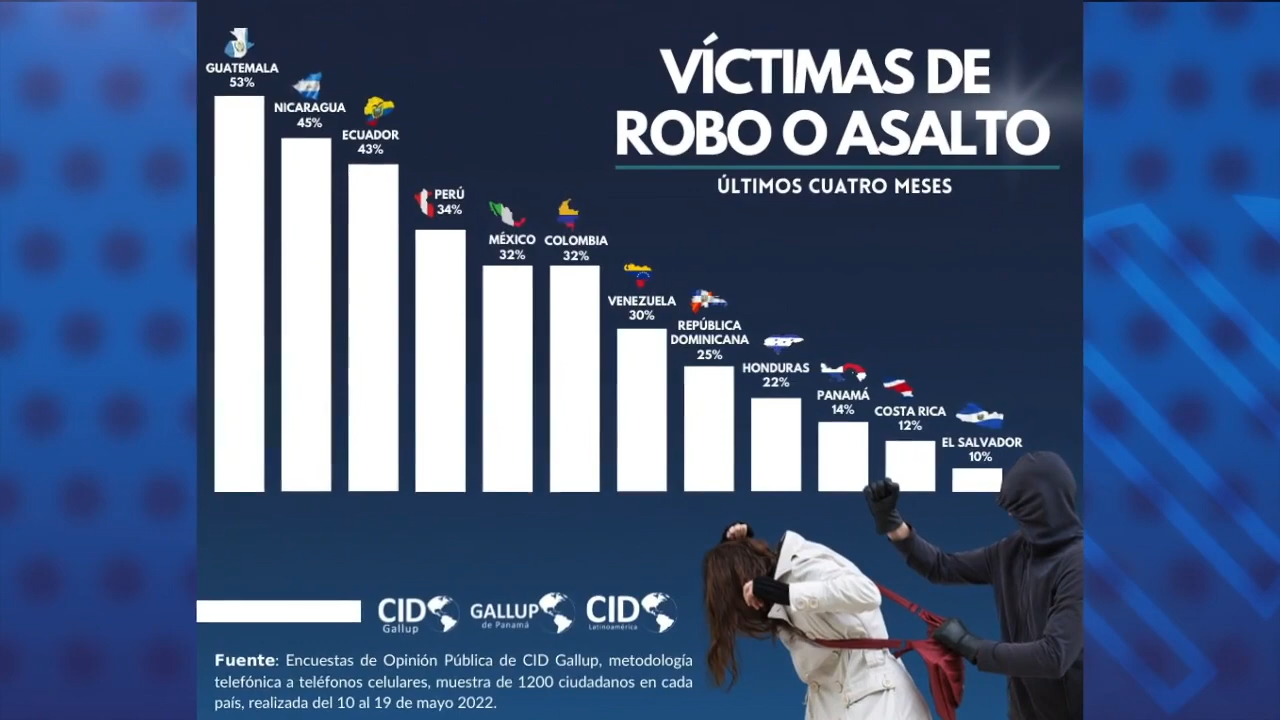 VÍCTIMAS DE
ROBO O ASALTO
ÚLTIMOS CUATRO MESES
GUATEMALA
53%
NICARAGUA
45%
ECUADOR
43%
PERÚ
34%
MÉXICO
32%
COLOMBIA
32%
VENEZUELA
30%
REPÚBLICA
DOMINICANA
25%
HONDURAS
22%
PANAMÁ
14%
COSTA RICA
12%
EL SALVADOR
10%
CID
Gallup
GALLUP
de Panamá
CID
Latinoamérica
Fuente: Encuestas de Opinión Pública de CID Gallup, metodología
telefónica a teléfonos celulares, muestra de 1200 ciudadanos en cada
país, realizada del 10 al 19 de mayo 2022.